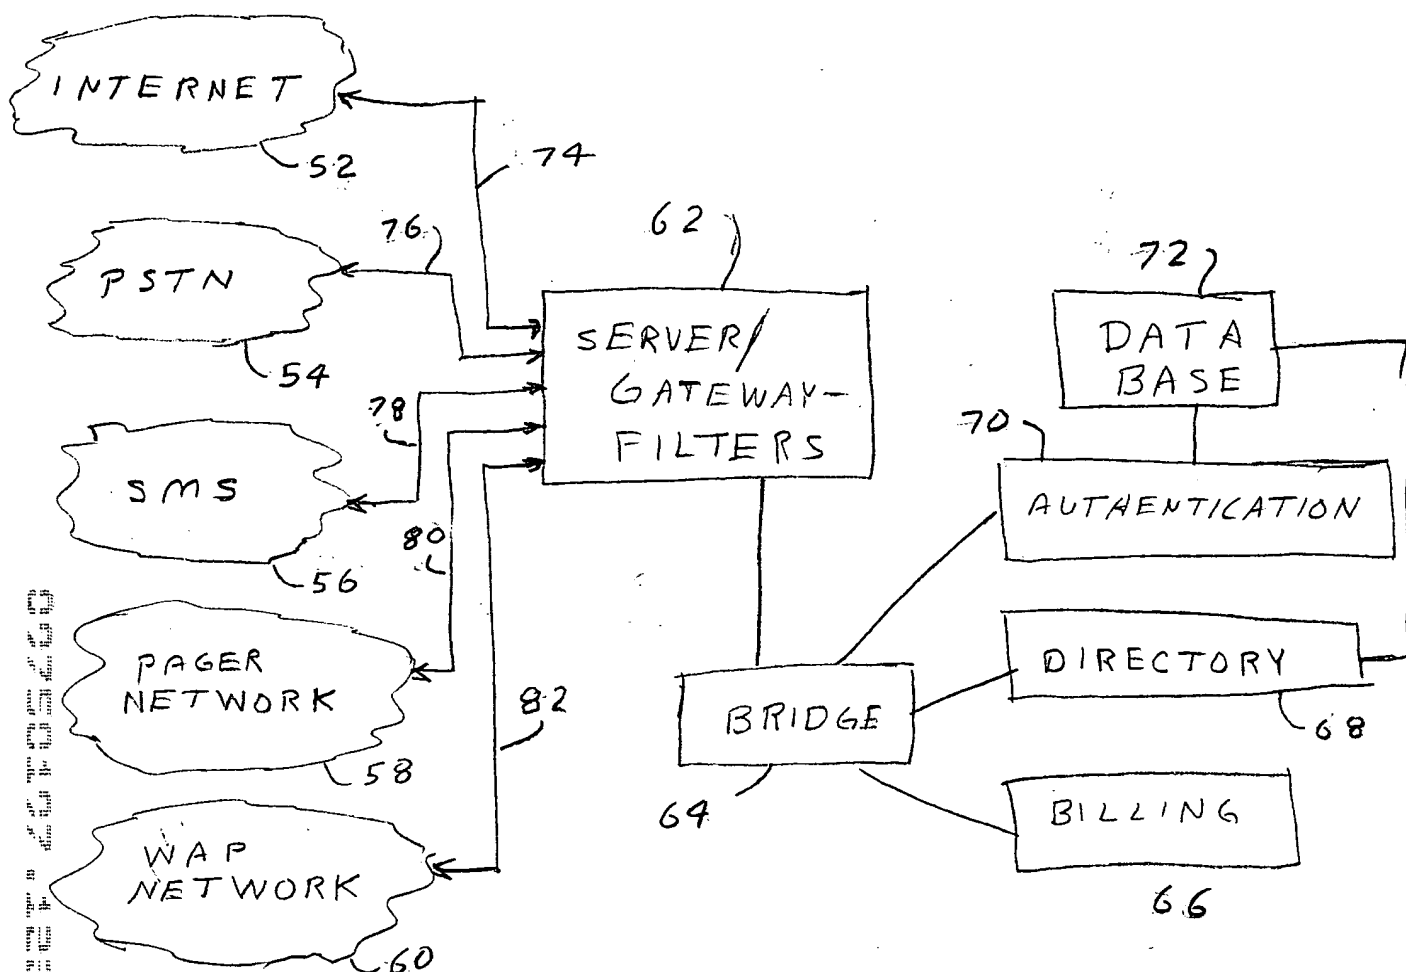 INTERNET
52
74
PSTN
76
54
62
SERVER/
GATEWAY-
FILTERS
72
DATA
BASE
78
70
SMS
AUTHENTICATION
80
56
PAGER
NETWORK
82
DIRECTORY
BRIDGE
68
58
64
BILLING
WAP
NETWORK
66
60